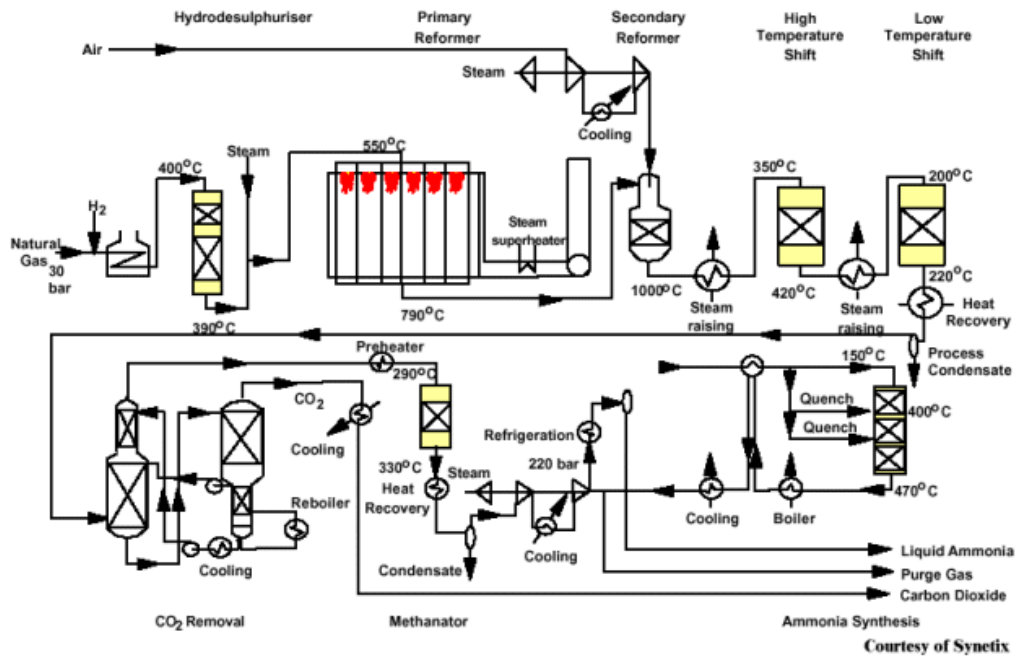 Hydrodesulphuriser
Primary
Reformer
Secondary
Reformer
High
Temperature
Shift
Low
Temperature
Shift
Air
Steam
Cooling
Steam
400°C
550°C
350°C
200°C
H2
Natural
Gas
30
bar
Steam
superheater
390°C
790°C
1000°C
Steam
raising
420°C
Steam
raising
220°C
Heat
Recovery
Process
Condensate
Preheater
290°C
CO2
Cooling
150°C
Quench
400°C
Quench
Refrigeration
330°C
Heat
Recovery
Steam
220 bar
470°C
Reboiler
Cooling
Cooling
Cooling
Boiler
Condensate
Liquid Ammonia
Purge Gas
Carbon Dioxide
CO2 Removal
Methanator
Ammonia Synthesis
Courtesy of Synetix